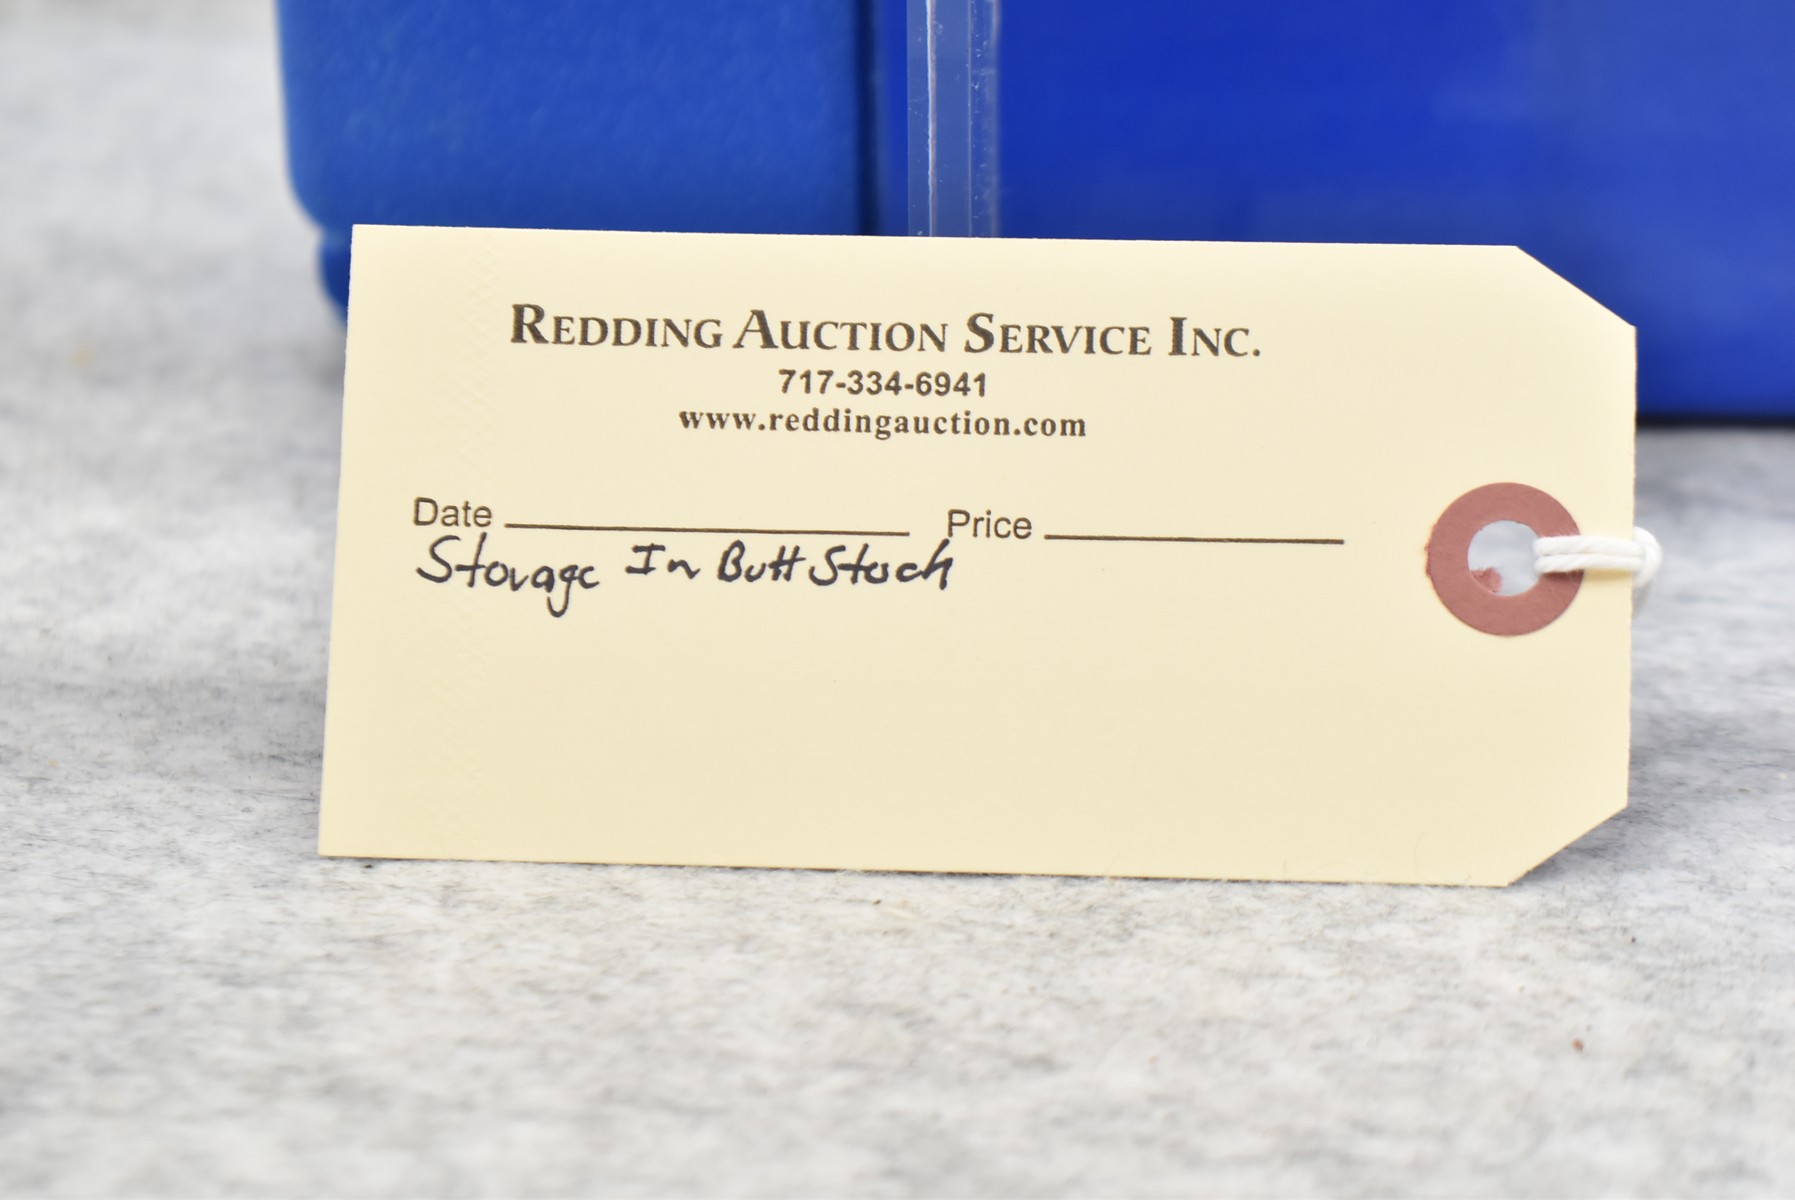 REDDING AUCTION SERVICE INC.
717-334-6941
www.reddingauction.com
Date Price
Storage In Butt Stock